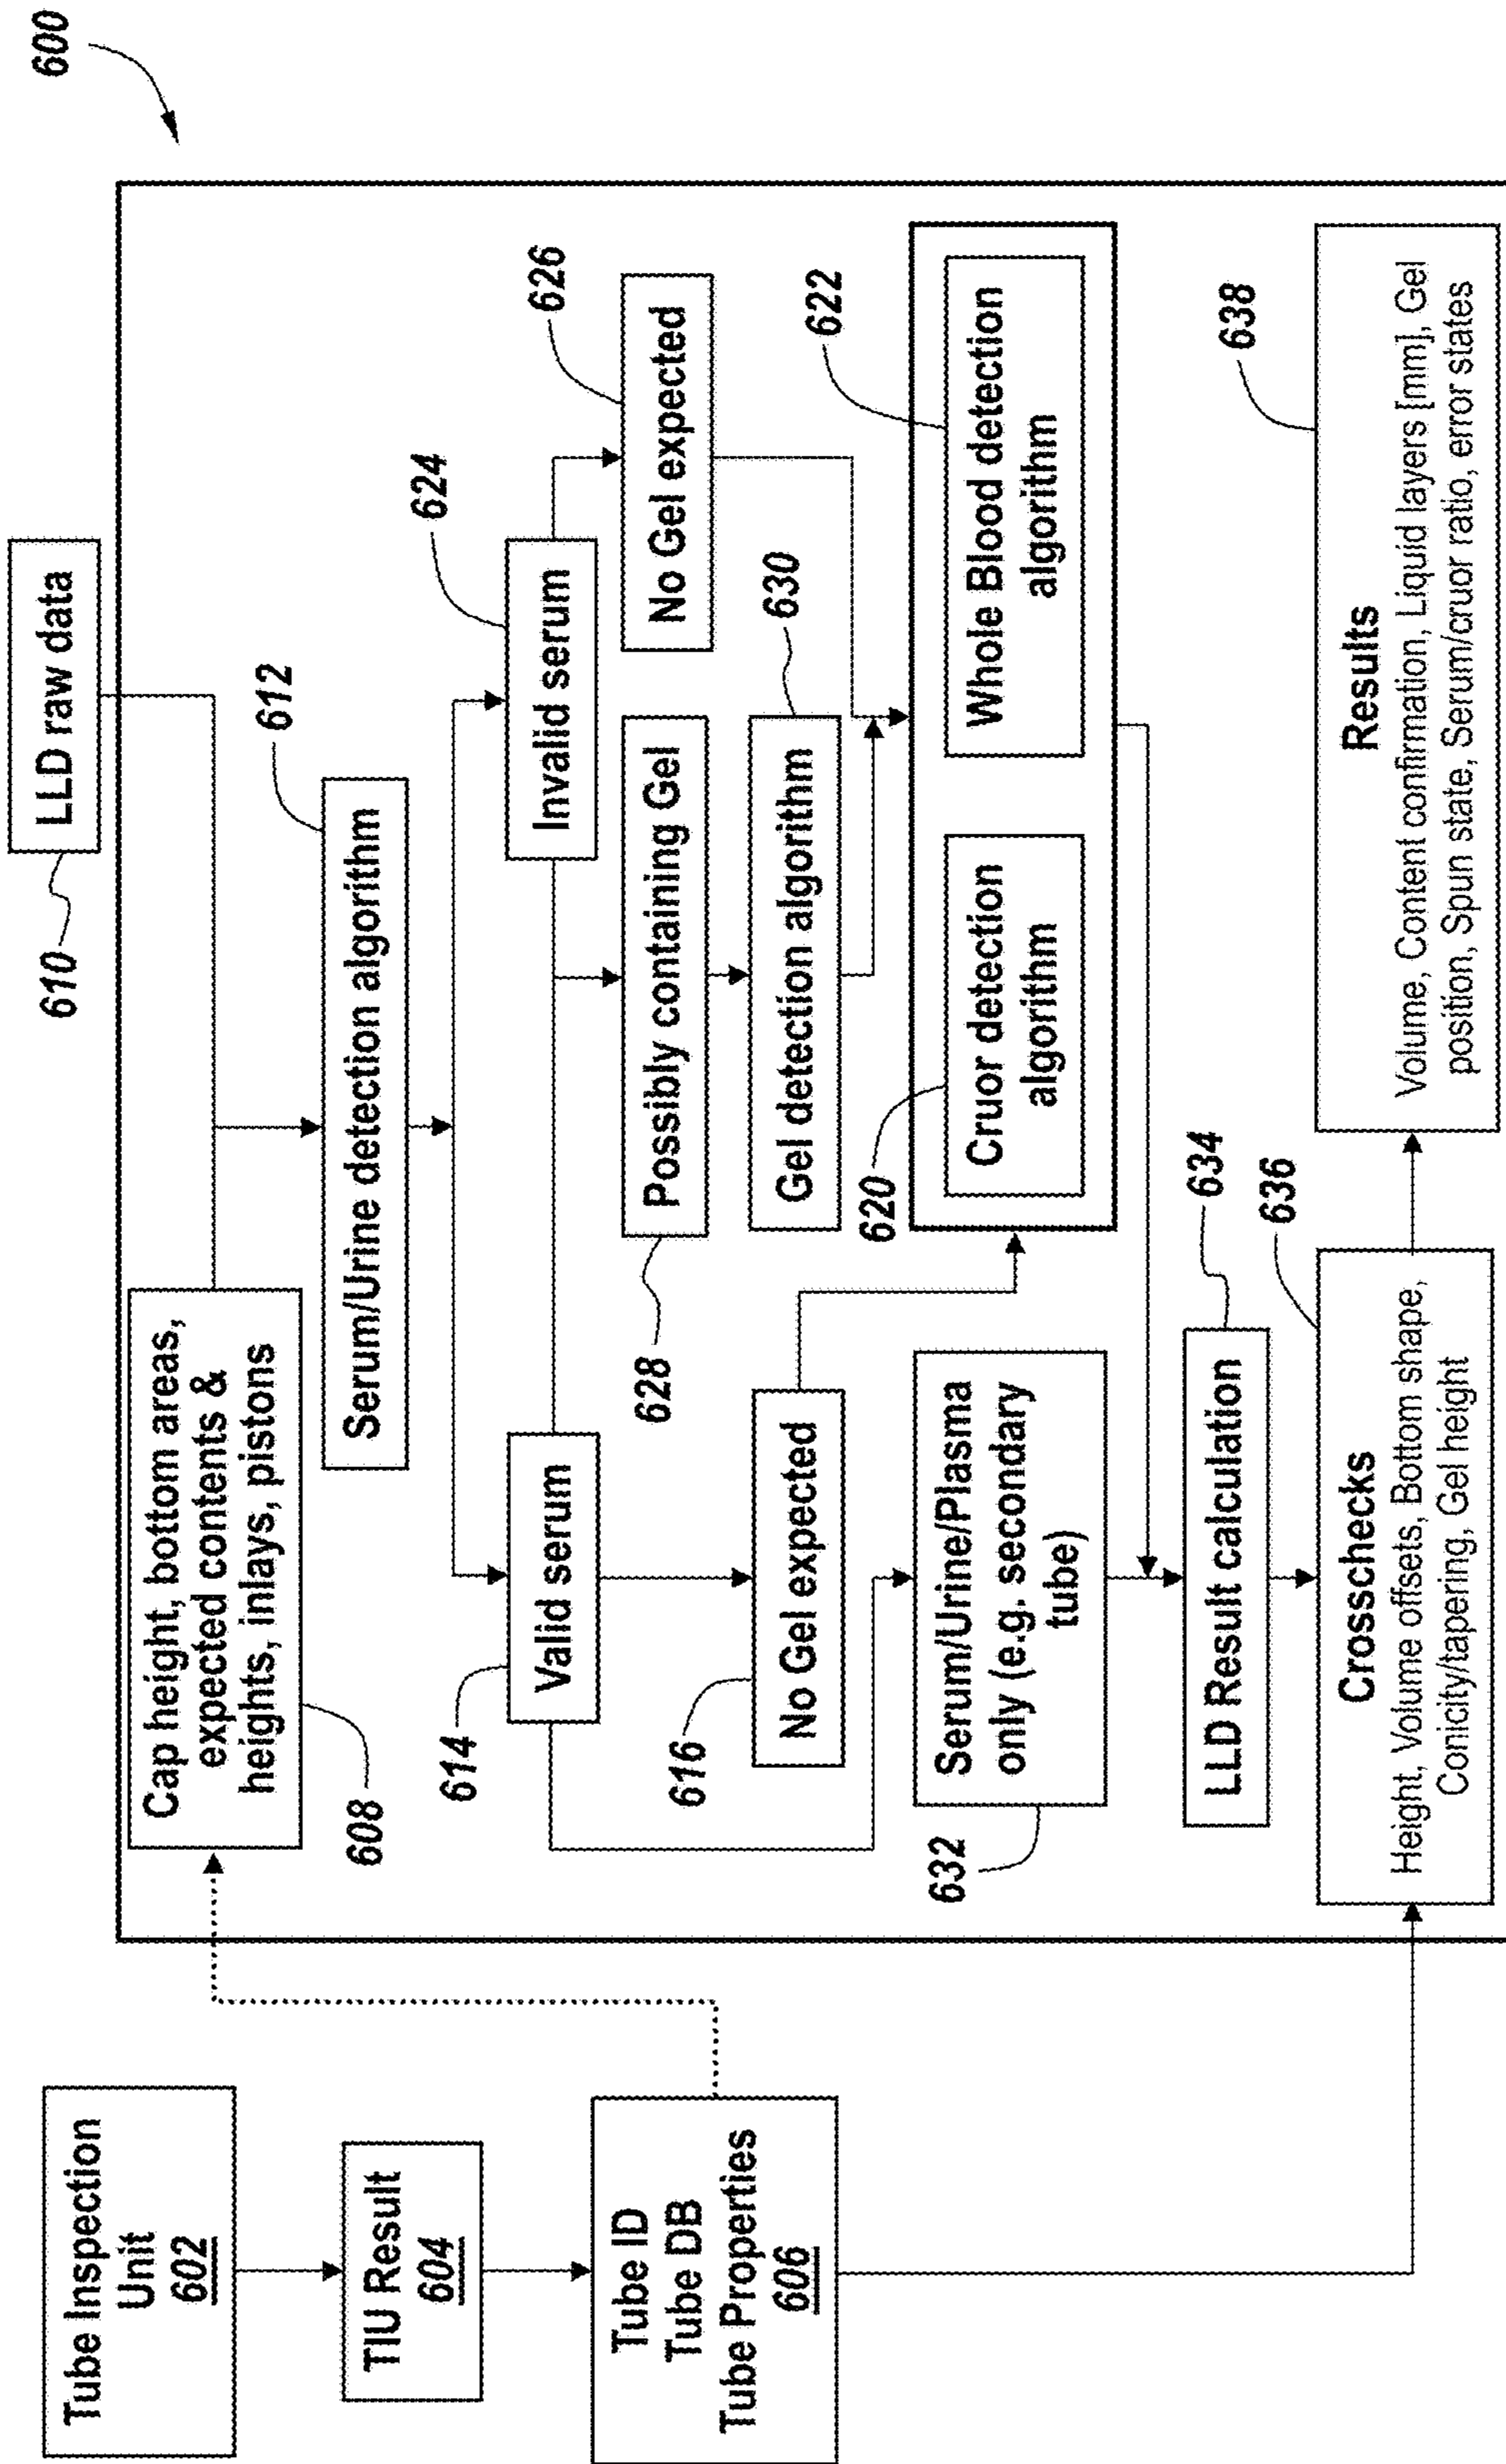 600
LLD raw data
610
Tube Inspection
Unit
602
TIU Result
604
Tube ID
Tube DB
Tube Properties
606
Cap height, bottom areas,
expected contents &
heights, inlays, pistons
608
Serum/Urine detection algorithm
612
Valid serum
614
Invalid serum
624
No Gel expected
616
Possibly containing Gel
628
No Gel expected
626
Gel detection algorithm
630
Serum/Urine/Plasma
only (e.g. secondary
tube)
632
Cruor detection
algorithm
620
Whole Blood detection
algorithm
622
LLD Result calculation
634
Crosschecks
Height, Volume offsets, Bottom shape,
Conicity/tapering, Gel height
636
Results
Volume, Content confirmation, Liquid layers [mm], Gel
position, Spun state, Serum/cruor ratio, error states
638